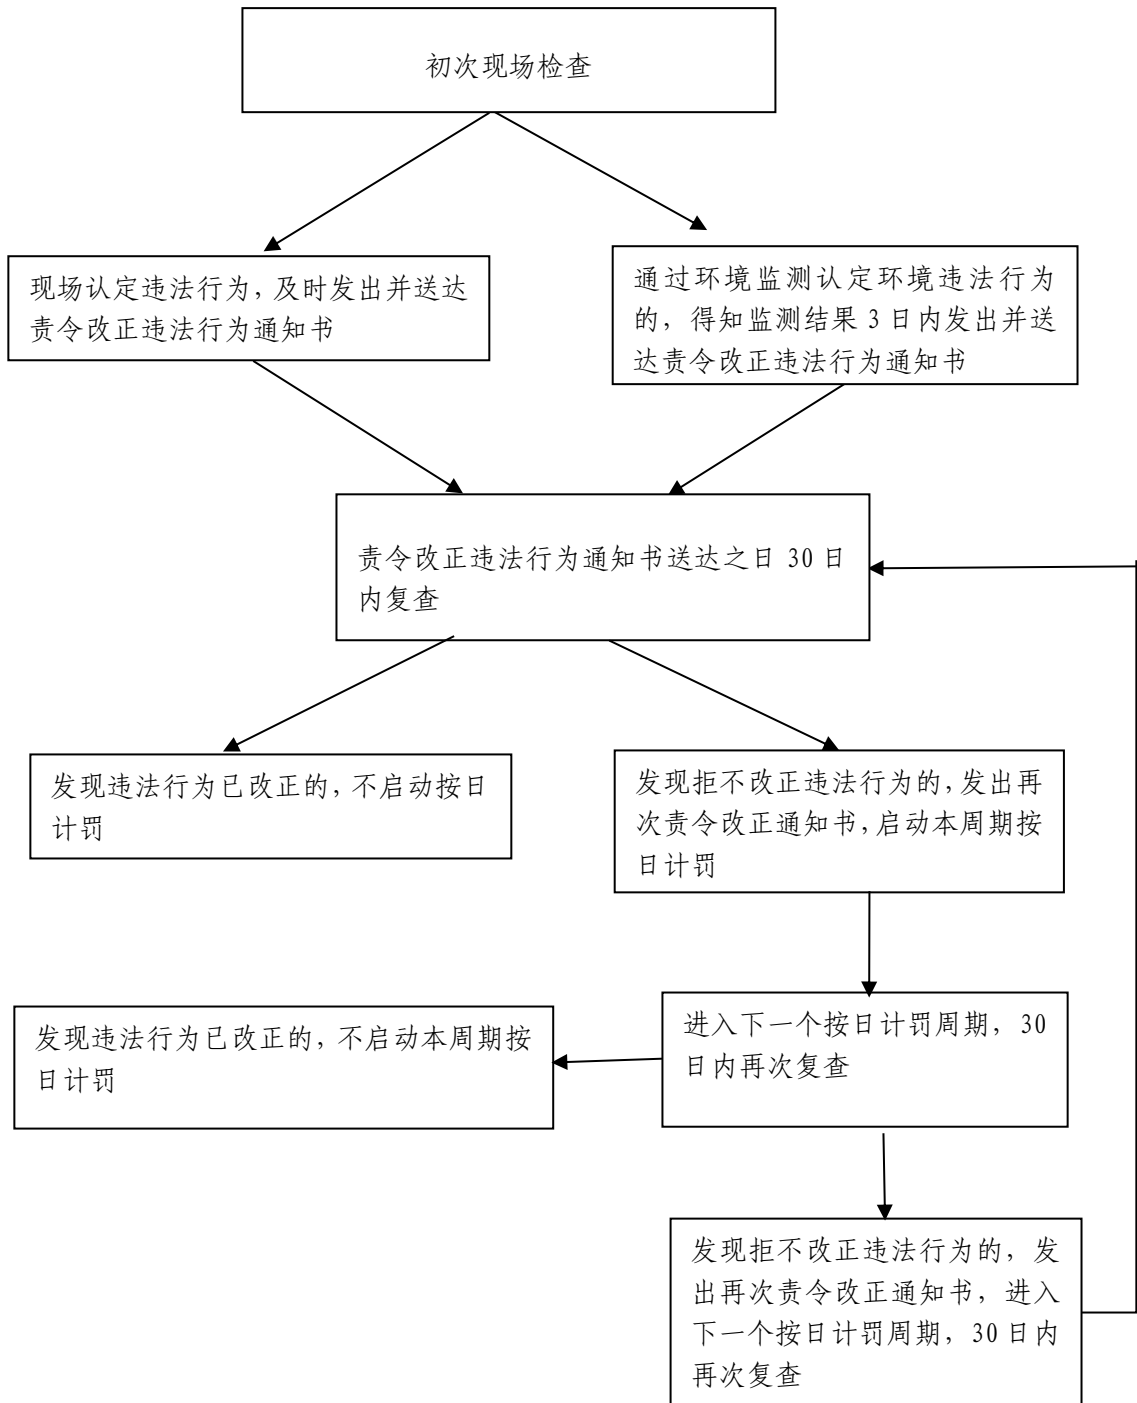 初次现场检查
现场认定违法行为，及时发出并送达
责令改正违法行为通知书
通过环境监测认定环境违法行为
的，得知监测结果 3 日内发出并送
达责令改正违法行为通知书
责令改正违法行为通知书送达之日 30 日
内复查
发现违法行为已改正的，不启动按日
计罚
发现拒不改正违法行为的，发出再
次责令改正通知书，启动本周期按
日计罚
发现违法行为已改正的，不启动本周期按
日计罚
进入下一个按日计罚周期，30
日内再次复查
发现拒不改正违法行为的，发
出再次责令改正通知书，进入
下一个按日计罚周期，30 日内
再次复查